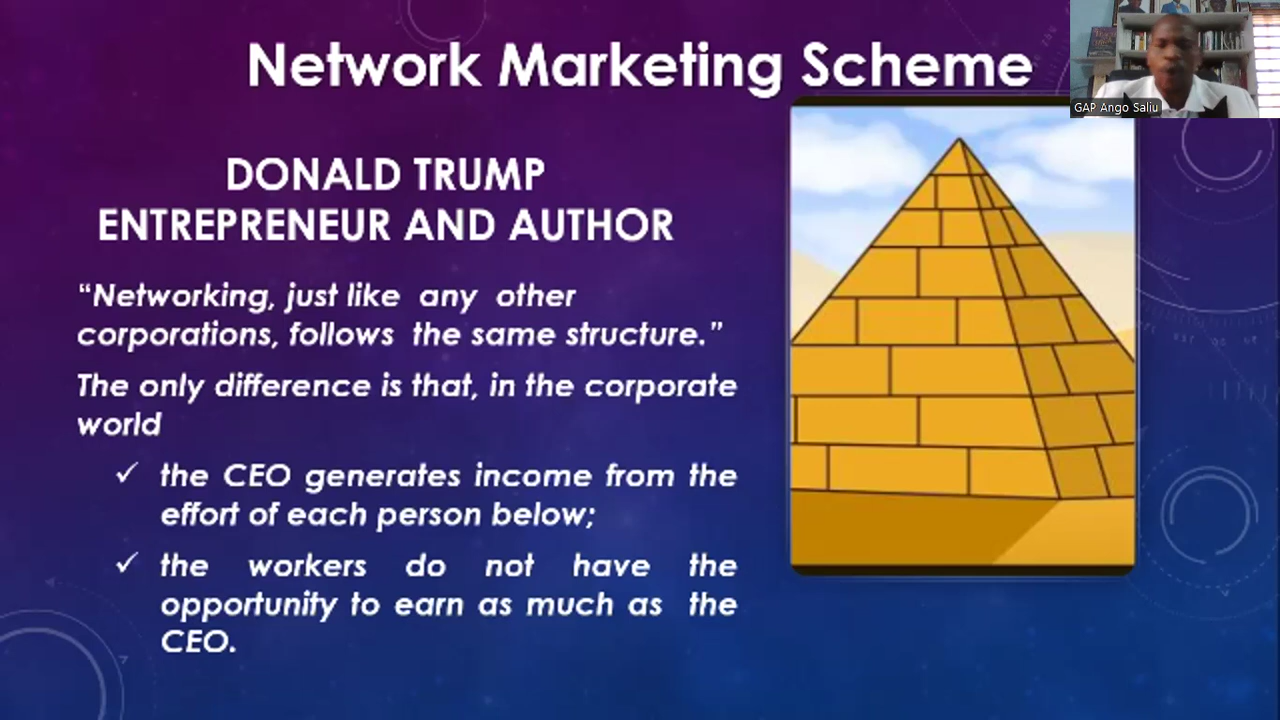 Network Marketing Scheme
GAP Ango Saliu
DONALD TRUMP
ENTREPRENEUR AND AUTHOR
“Networking, just like any other
corporations, follows the same structure.”
The only difference is that, in the corporate
world
✓ the CEO generates income from the
effort of each person below;
✓ the workers do not have the
opportunity to earn as much as the
CEO.